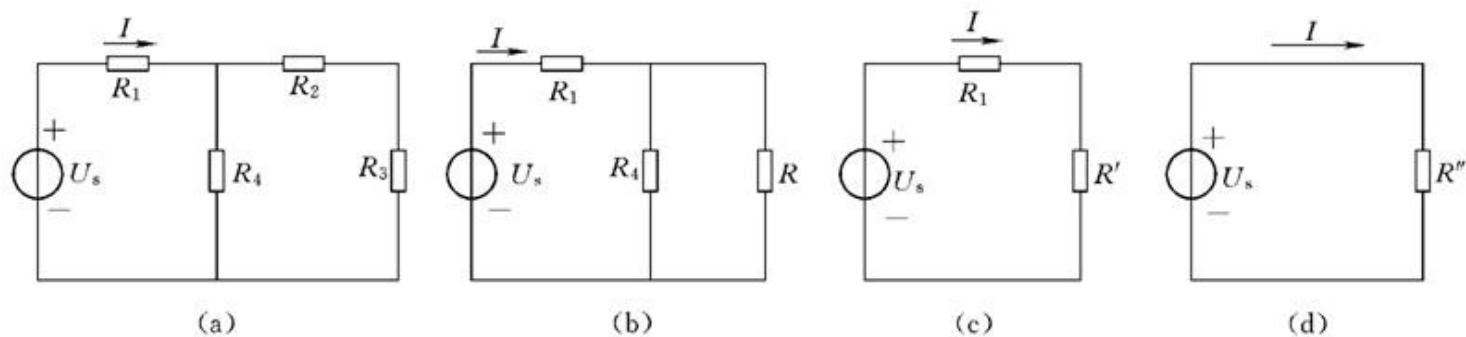 I
R₁
R₂
+
Uₛ
−
R₄
R₃
(a)
I
R₁
+
Uₛ
−
R₄
R
(b)
I
R₁
+
Uₛ
−
R′
(c)
I
+
Uₛ
−
R″
(d)